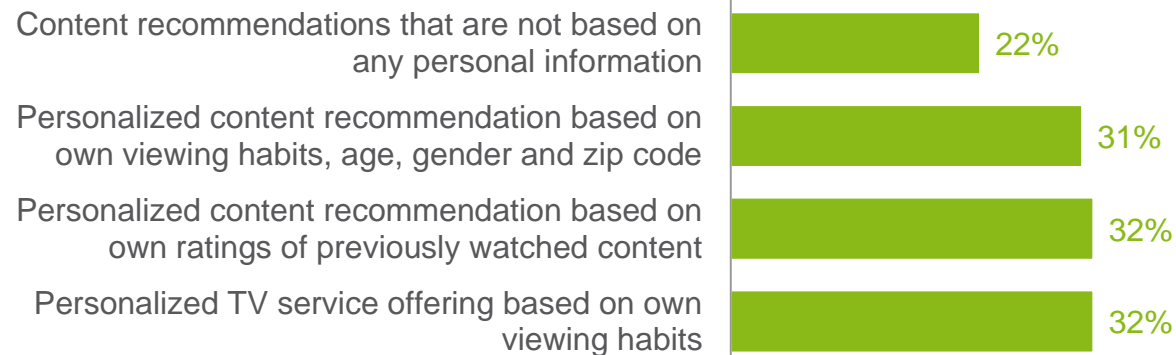 Content recommendations that are not based on
any personal information
22%
Personalized content recommendation based on
own viewing habits, age, gender and zip code
31%
Personalized content recommendation based on
own ratings of previously watched content
32%
Personalized TV service offering based on own
viewing habits
32%